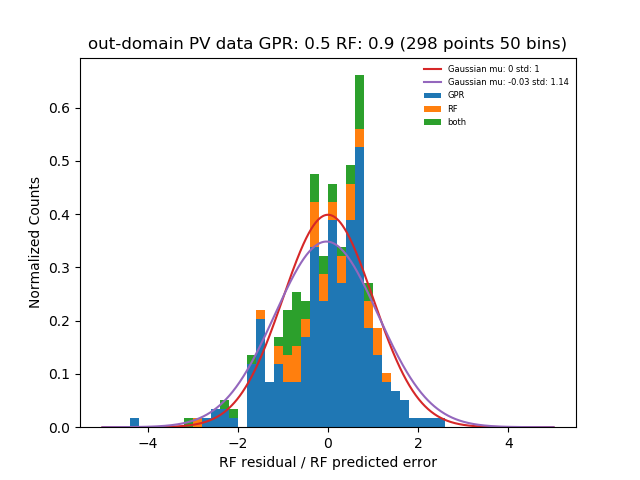 out-domain PV data GPR: 0.5 RF: 0.9 (298 points 50 bins)
Gaussian mu: 0 std: 1
Gaussian mu: -0.03 std: 1.14
GPR
RF
both
Normalized Counts
0.6
0.5
0.4
0.3
0.2
0.1
0.0
−4
−2
0
2
4
RF residual / RF predicted error